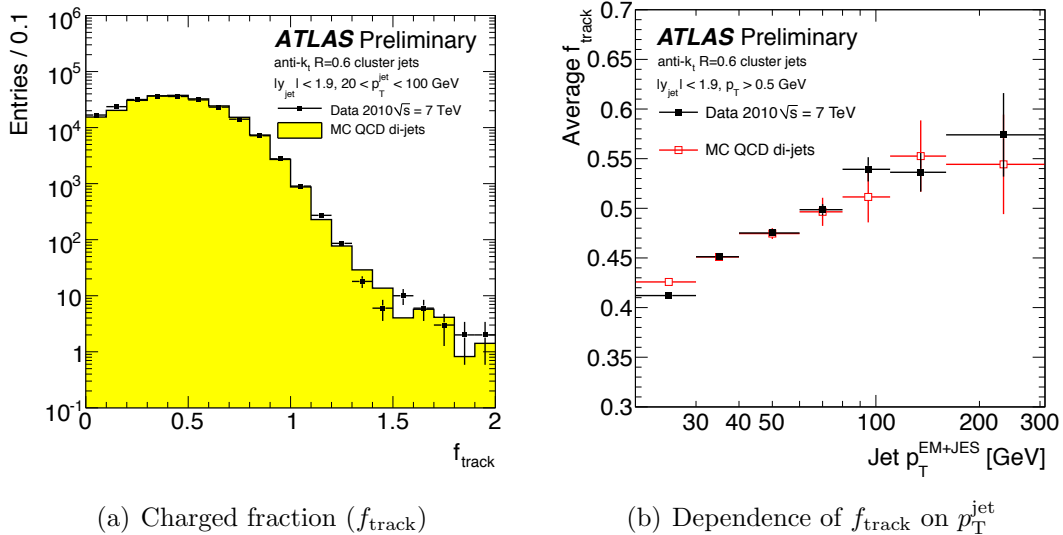 Entries / 0.1
10^6
10^5
10^4
10^3
10^2
10
1
10^-1
0 0.5 1 1.5 2
f_track
ATLAS Preliminary
anti-k_t R=0.6 cluster jets
|y_jet| < 1.9, 20 < p_T^jet < 100 GeV
Data 2010 √s = 7 TeV
MC QCD di-jets
(a) Charged fraction (f_track)
Average f_track
0.7
0.65
0.6
0.55
0.5
0.45
0.4
0.35
0.3
30 40 50 100 200 300
Jet p_T^EM+JES [GeV]
ATLAS Preliminary
anti-k_t R=0.6 cluster jets
|y_jet| < 1.9, p_T > 0.5 GeV
Data 2010 √s = 7 TeV
MC QCD di-jets
(b) Dependence of f_track on p_T^jet